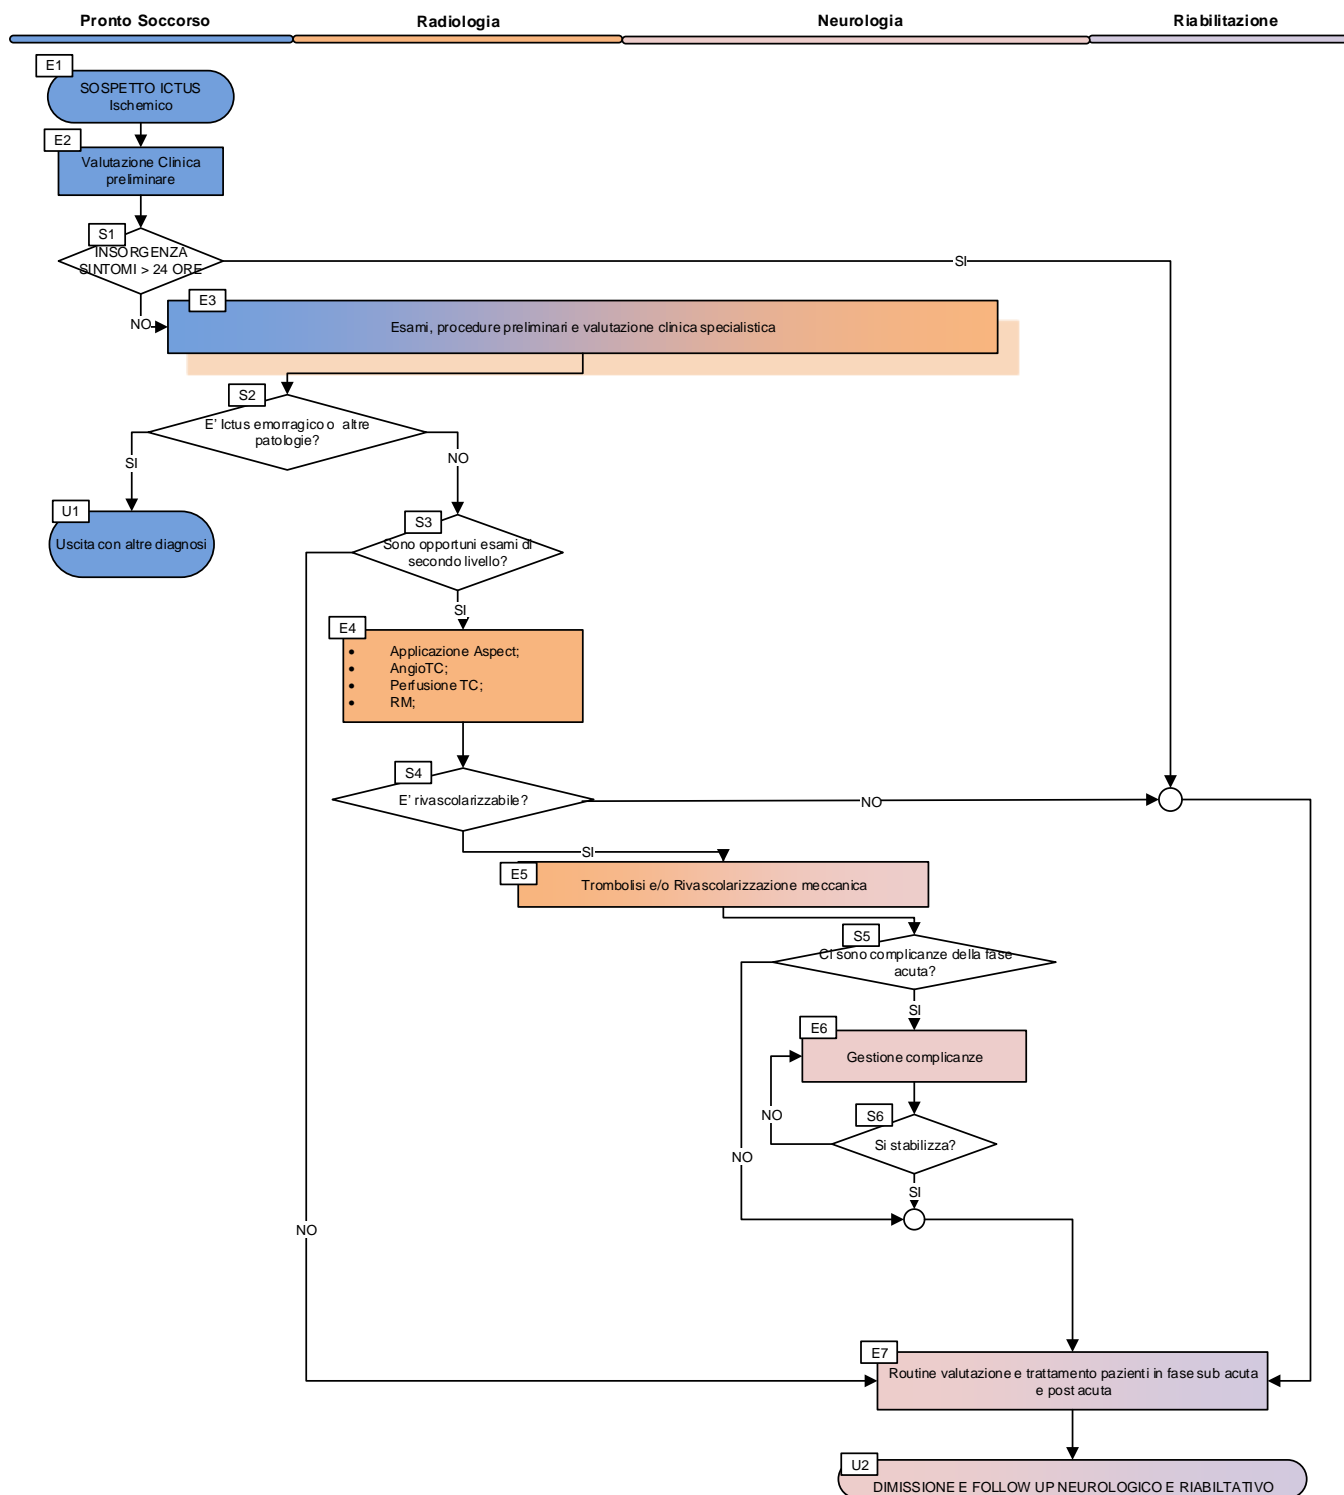 Pronto Soccorso
Radiologia
Neurologia
Riabilitazione
E1
SOSPETTO ICTUS
Ischemico
E2
Valutazione Clinica
preliminare
S1
INSORGENZA
SINTOMI > 24 ORE
SI
NO
E3
Esami, procedure preliminari e valutazione clinica specialistica
S2
E' Ictus emorragico o altre
patologie?
SI
NO
U1
Uscita con altre diagnosi
S3
Sono opportuni esami di
secondo livello?
SI
E4
• Applicazione Aspect;
• AngioTC;
• Perfusione TC;
• RM;
S4
E' rivascolarizzabile?
NO
SI
E5
Trombolisi e/o Rivascolarizzazione meccanica
S5
Ci sono complicanze della fase
acuta?
SI
E6
Gestione complicanze
NO
S6
Si stabilizza?
NO
SI
NO
E7
Routine valutazione e trattamento pazienti in fase sub acuta
e post acuta
U2
DIMISSIONE E FOLLOW UP NEUROLOGICO E RIABILTATIVO